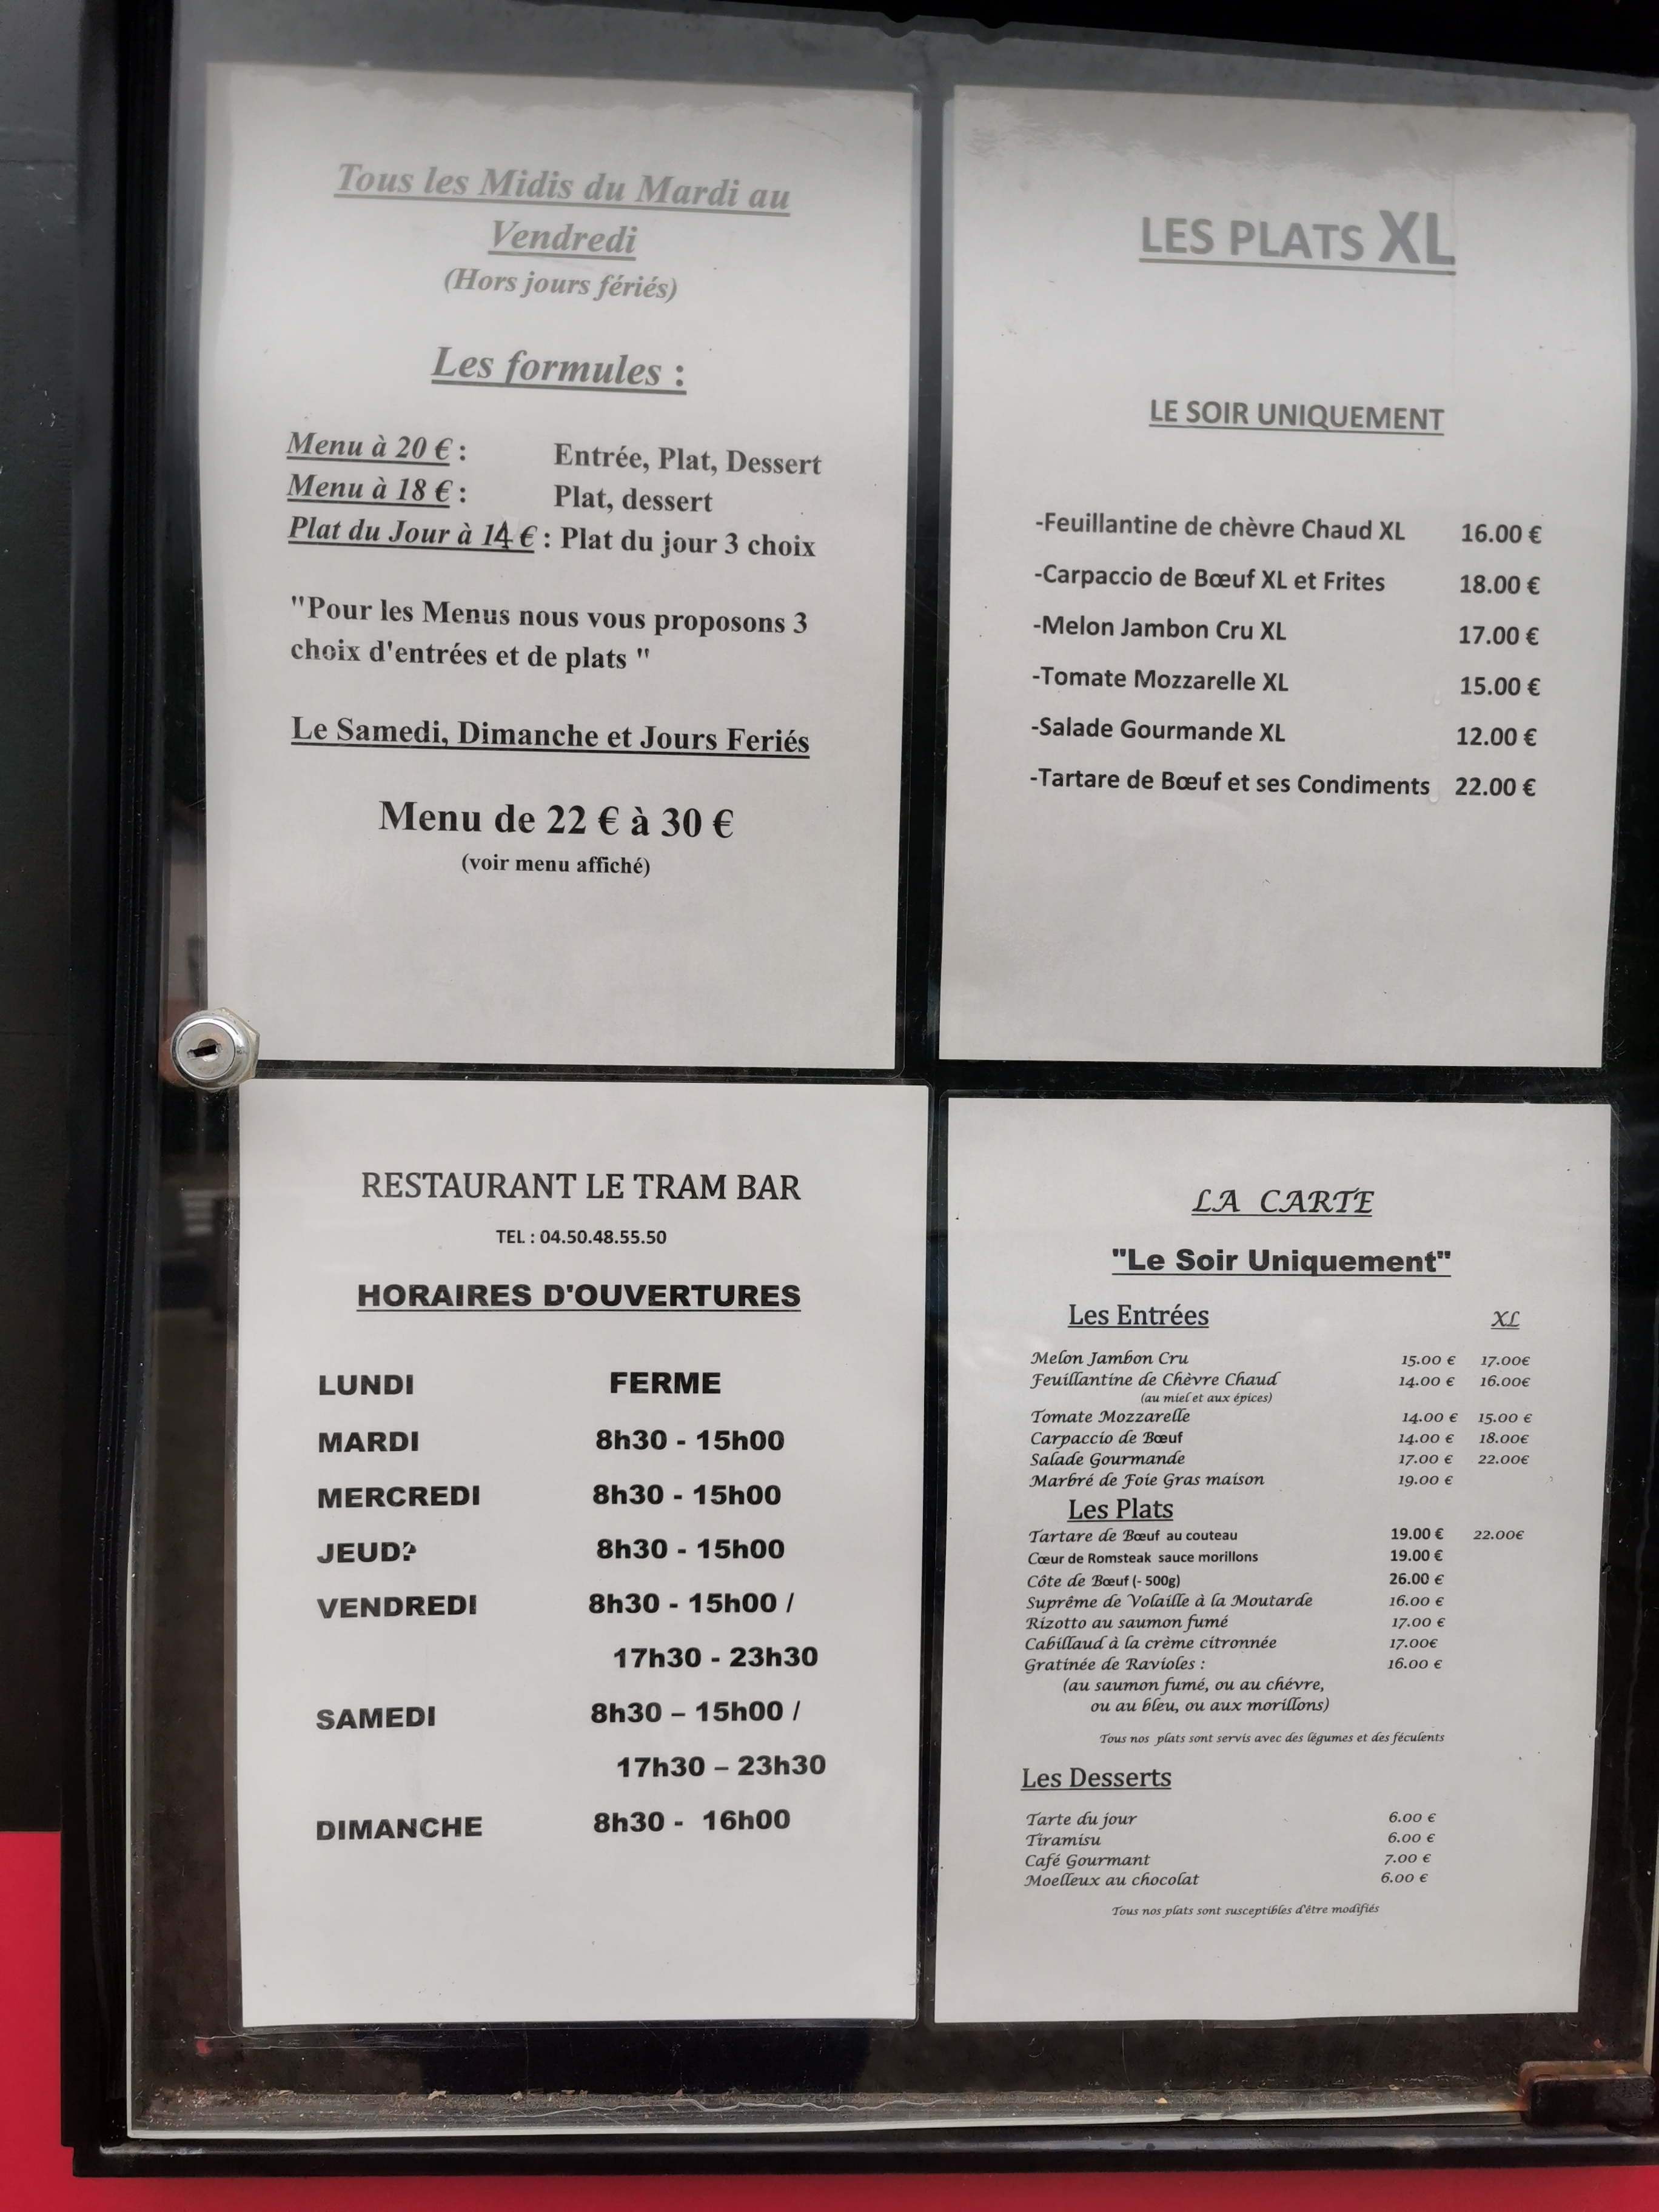 Tous les Midis du Mardi au
Vendredi
(Hors jours fériés)
Les formules :
Menu à 20 € : Entrée, Plat, Dessert
Menu à 18 € : Plat, dessert
Plat du Jour à 14 € : Plat du jour 3 choix
"Pour les Menus nous vous proposons 3
choix d'entrées et de plats "
Le Samedi, Dimanche et Jours Feriés
Menu de 22 € à 30 €
(voir menu affiché)
LES PLATS XL
LE SOIR UNIQUEMENT
-Feuillantine de chèvre Chaud XL 16.00 €
-Carpaccio de Bœuf XL et Frites 18.00 €
-Melon Jambon Cru XL 17.00 €
-Tomate Mozzarelle XL 15.00 €
-Salade Gourmande XL 12.00 €
-Tartare de Bœuf et ses Condiments 22.00 €
RESTAURANT LE TRAM BAR
TEL : 04.50.48.55.50
HORAIRES D'OUVERTURES
LUNDI FERME
MARDI 8h30 - 15h00
MERCREDI 8h30 - 15h00
JEUD? 8h30 - 15h00
VENDREDI 8h30 - 15h00 /
17h30 - 23h30
SAMEDI 8h30 – 15h00 /
17h30 – 23h30
DIMANCHE 8h30 - 16h00
LA CARTE
"Le Soir Uniquement"
Les Entrées XL
Melon Jambon Cru 15.00 € 17.00€
Feuillantine de Chèvre Chaud 14.00 € 16.00€
(au miel et aux épices)
Tomate Mozzarelle 14.00 € 15.00 €
Carpaccio de Bœuf 14.00 € 18.00€
Salade Gourmande 17.00 € 22.00€
Marbré de Foie Gras maison 19.00 €
Les Plats
Tartare de Bœuf au couteau 19.00 € 22.00€
Cœur de Romsteak sauce morillons 19.00 €
Côte de Bœuf (- 500g) 26.00 €
Suprême de Volaille à la Moutarde 16.00 €
Rizotto au saumon fumé 17.00 €
Cabillaud à la crème citronnée 17.00€
Gratinée de Ravioles : 16.00 €
(au saumon fumé, ou au chévre,
ou au bleu, ou aux morillons)
Tous nos plats sont servis avec des légumes et des féculents
Les Desserts
Tarte du jour 6.00 €
Tiramisu 6.00 €
Café Gourmant 7.00 €
Moelleux au chocolat 6.00 €
Tous nos plats sont susceptibles d'être modifiés